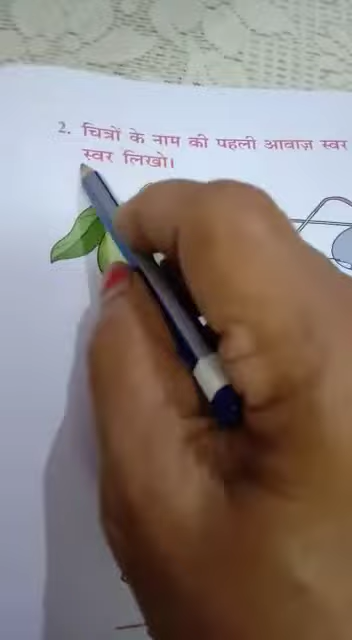 2. चित्रों के नाम की पहली आवाज़ स्वर
स्वर लिखो।